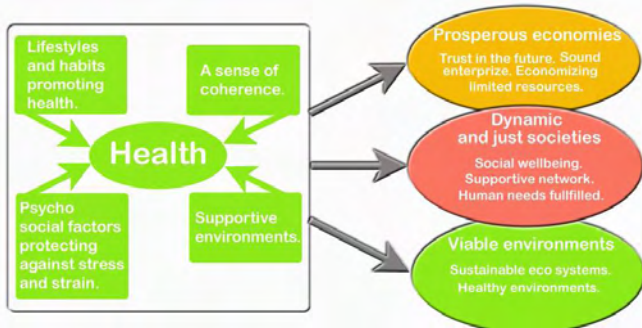 Lifestyles
and habits
promoting
health.
A sense of
coherence.
Health
Psycho
social factors
protecting
against stress
and strain.
Supportive
environments.
Prosperous economies
Trust in the future. Sound
enterprize. Economizing
limited resources.
Dynamic
and just societies
Social wellbeing.
Supportive network.
Human needs fullfilled.
Viable environments
Sustainable eco systems.
Healthy environments.